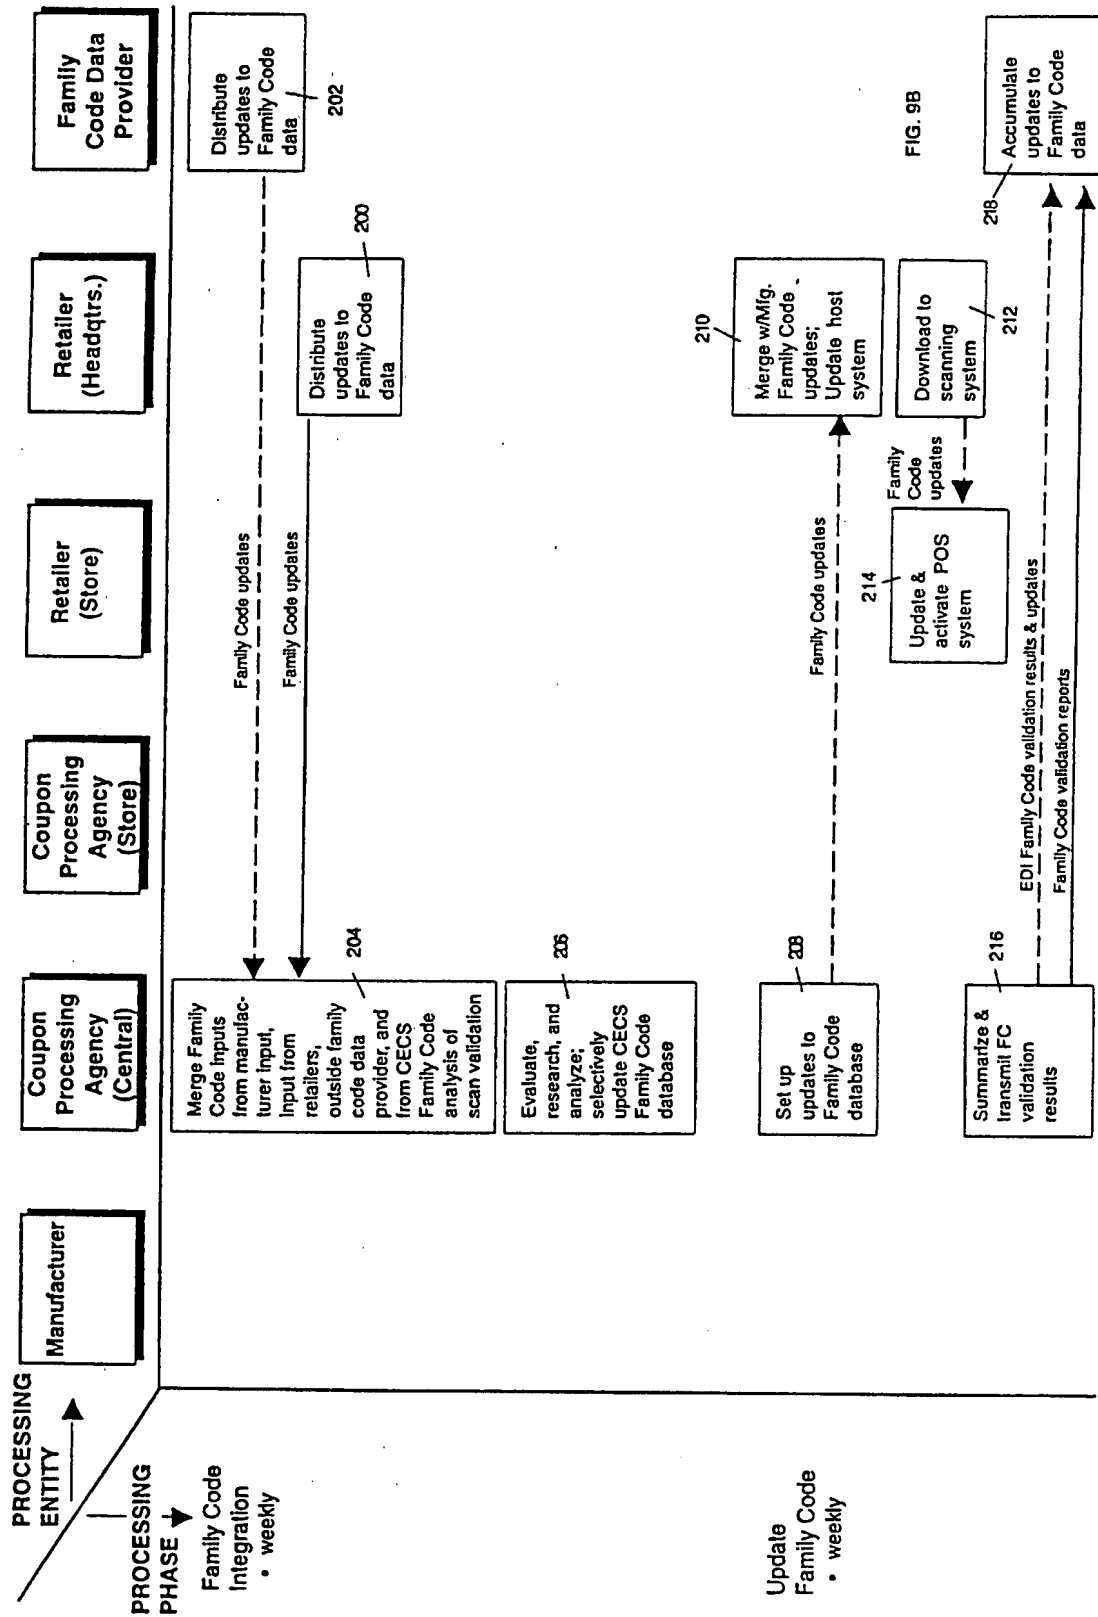 PROCESSING
ENTITY
PROCESSING
PHASE
Manufacturer
Coupon
Processing
Agency
(Central)
Coupon
Processing
Agency
(Store)
Retailer
(Store)
Retailer
(Headqtrs.)
Family
Code Data
Provider
Family Code
Integration
• weekly
Distribute
updates to
Family Code
data
202
Family Code updates
Distribute
updates to
Family Code
data
200
Family Code updates
Merge Family
Code Inputs
from manufac-
turer input,
Input from
retailers,
outside family
code data
provider, and
from CECS
Family Code
analysis of
scan validation
204
Evaluate,
research, and
analyze;
selectively
update CECS
Family Code
database
206
Update
Family Code
• weekly
Set up
updates to
Family Code
database
208
Family Code updates
Merge w/Mfg.
Family Code
updates;
Update host
system
210
Download to
scanning
system
212
Family
Code
updates
Update &
activate POS
system
214
Summarize &
transmit FC
validation
results
216
EDI Family Code validation results & updates
Family Code validation reports
Accumulate
updates to
Family Code
data
218
FIG. 9B